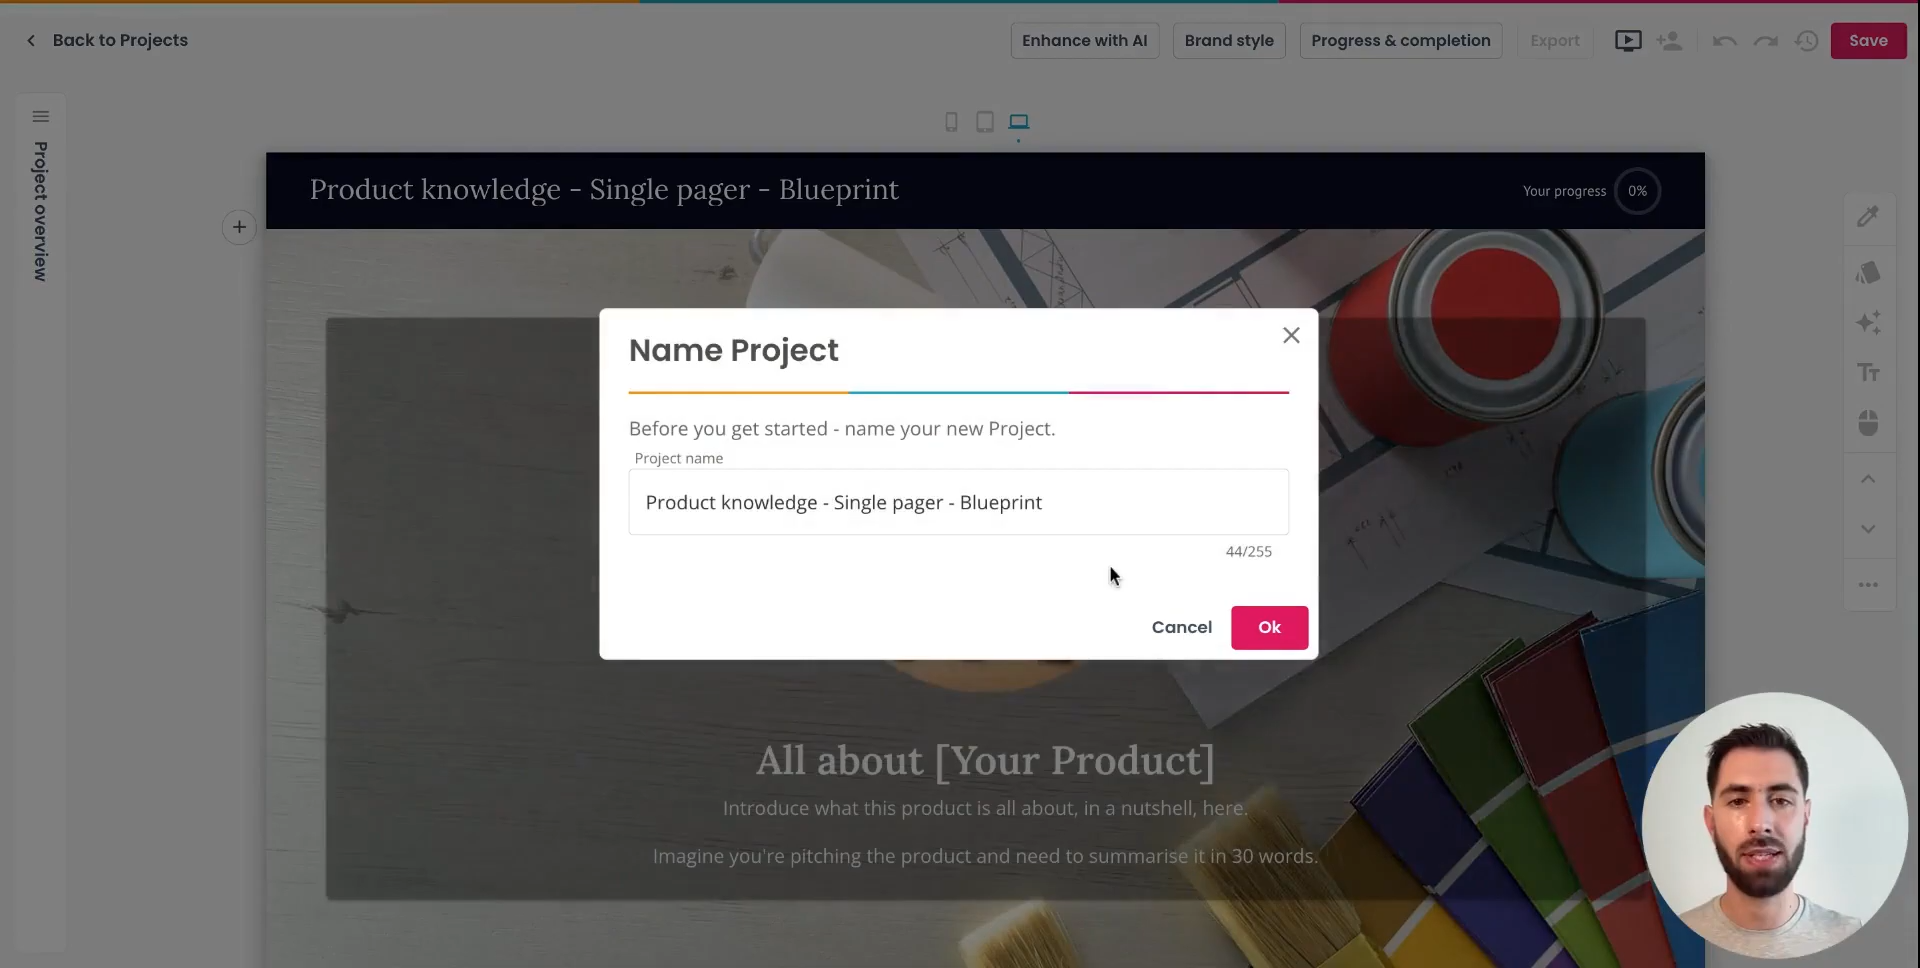 Back to Projects
Enhance with AI
Brand style
Progress & completion
Export
Save
Project overview
Product knowledge - Single pager - Blueprint
Your progress
0%
Name Project
Before you get started - name your new Project.
Project name
Product knowledge - Single pager - Blueprint
44/255
Cancel
Ok
Tt
All about [Your Product]
Introduce what this product is all about, in a nutshell, here.
Imagine you're pitching the product and need to summarise it in 30 words.